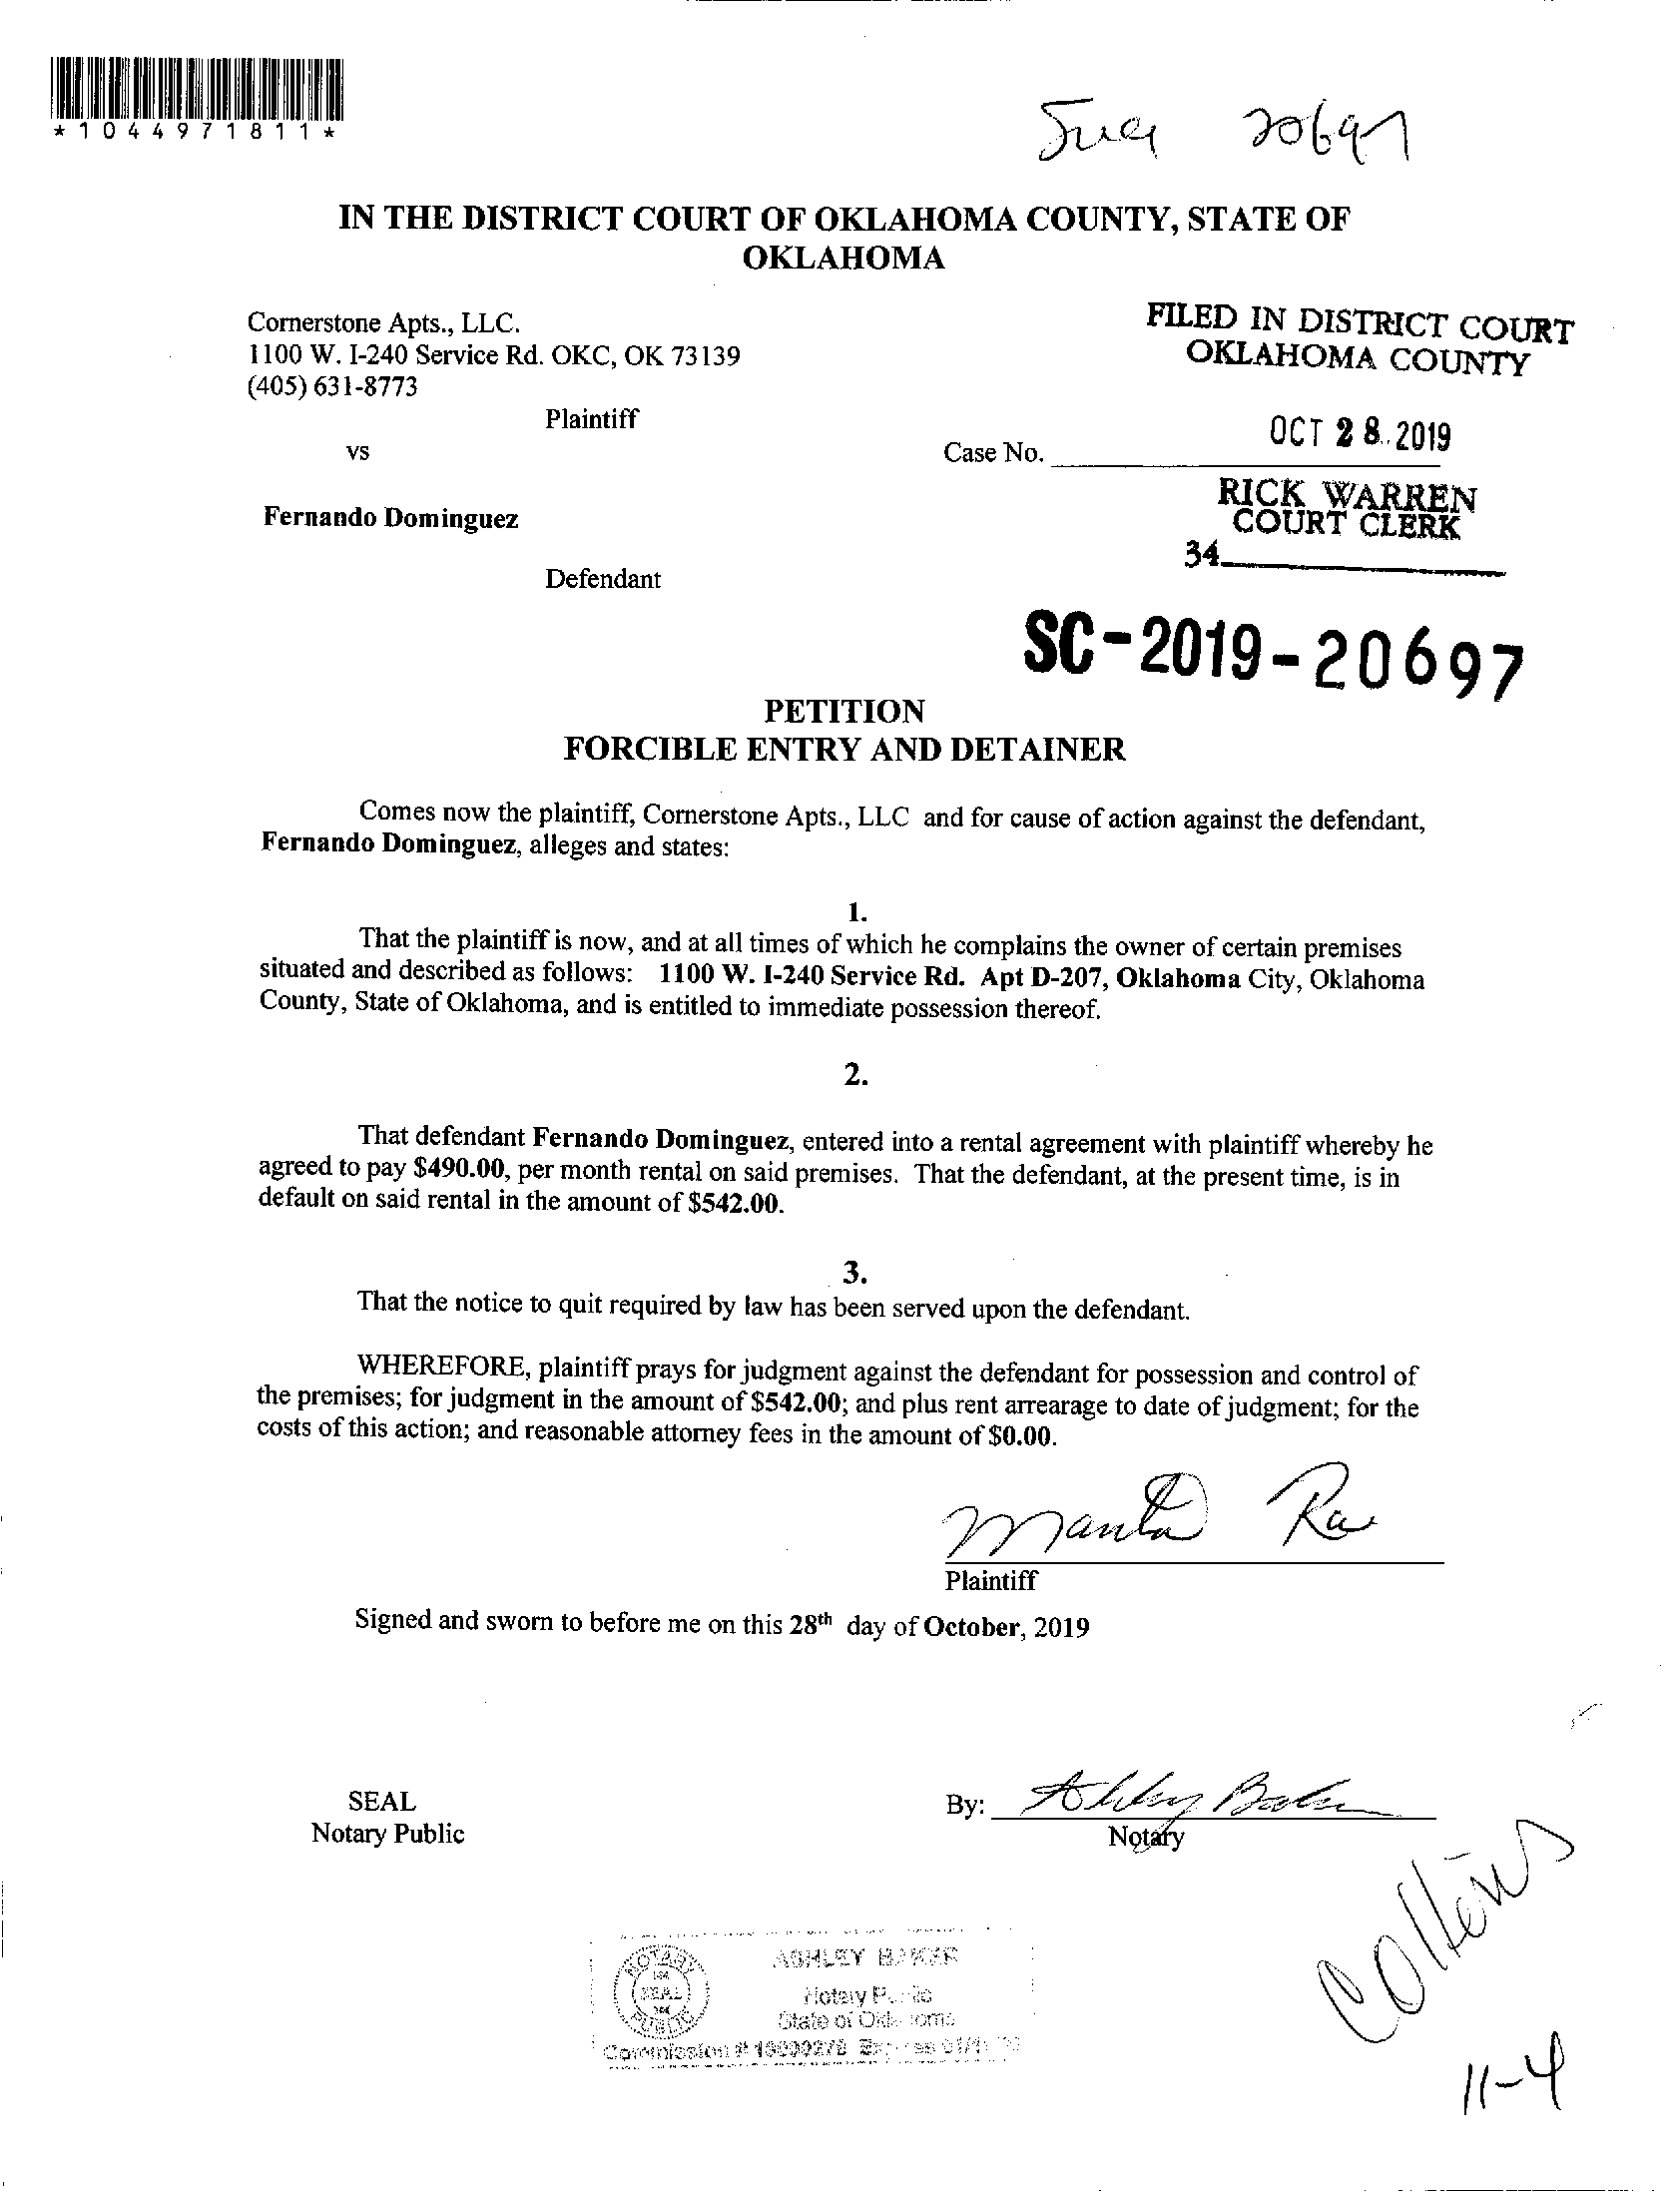 *1044971811*
20697
IN THE DISTRICT COURT OF OKLAHOMA COUNTY, STATE OF
OKLAHOMA
Cornerstone Apts., LLC.
1100 W. I-240 Service Rd. OKC, OK 73139
(405) 631-8773
Plaintiff
vs
Fernando Dominguez
Defendant
FILED IN DISTRICT COURT
OKLAHOMA COUNTY
OCT 28 2019
Case No.
RICK WARREN
COURT CLERK
34
SC-2019-20697
PETITION
FORCIBLE ENTRY AND DETAINER
Comes now the plaintiff, Cornerstone Apts., LLC and for cause of action against the defendant,
Fernando Dominguez, alleges and states:
1.
That the plaintiff is now, and at all times of which he complains the owner of certain premises
situated and described as follows: 1100 W. I-240 Service Rd. Apt D-207, Oklahoma City, Oklahoma
County, State of Oklahoma, and is entitled to immediate possession thereof.
2.
That defendant Fernando Dominguez, entered into a rental agreement with plaintiff whereby he
agreed to pay $490.00, per month rental on said premises. That the defendant, at the present time, is in
default on said rental in the amount of $542.00.
3.
That the notice to quit required by law has been served upon the defendant.
WHEREFORE, plaintiff prays for judgment against the defendant for possession and control of
the premises; for judgment in the amount of $542.00; and plus rent arrearage to date of judgment; for the
costs of this action; and reasonable attorney fees in the amount of $0.00.
Plaintiff
Signed and sworn to before me on this 28th day of October, 2019
SEAL
Notary Public
By: Ashley Baker
Notary
Collins
11-4
NOTARY
SEAL
PUBLIC
ASHLEY BAKER
Notary Public
State of Oklahoma
Commission #